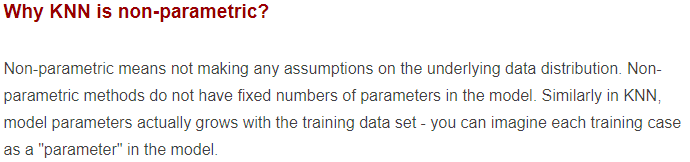 Why KNN is non-parametric?
Non-parametric means not making any assumptions on the underlying data distribution. Non-
parametric methods do not have fixed numbers of parameters in the model. Similarly in KNN,
model parameters actually grows with the training data set - you can imagine each training case
as a "parameter" in the model.